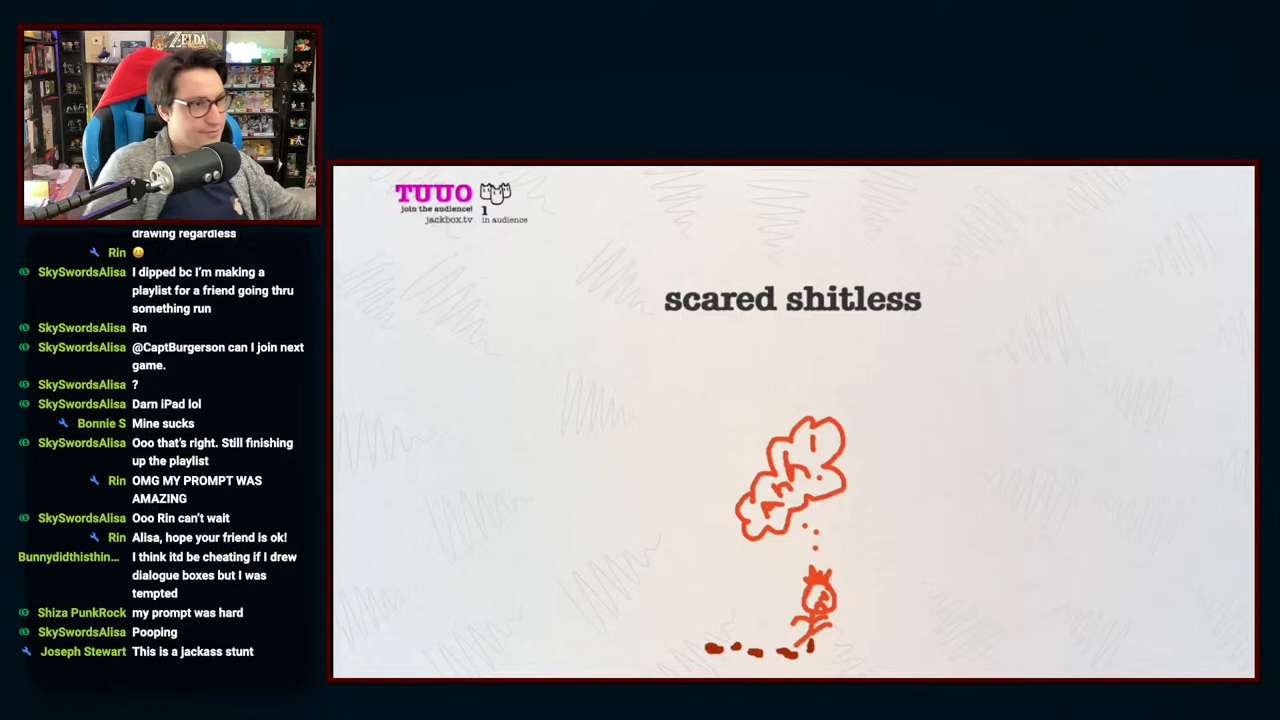 ZELDA
drawing regardless
Rin 😊
SkySwordsAlisa I dipped bc I’m making a
playlist for a friend going thru
something run
SkySwordsAlisa Rn
SkySwordsAlisa @CaptBurgerson can I join next
game.
SkySwordsAlisa ?
SkySwordsAlisa Darn iPad lol
Bonnie S Mine sucks
SkySwordsAlisa Ooo that’s right. Still finishing
up the playlist
Rin OMG MY PROMPT WAS
AMAZING
SkySwordsAlisa Ooo Rin can’t wait
Rin Alisa, hope your friend is ok!
Bunnydidthisthin... I think itd be cheating if I drew
dialogue boxes but I was
tempted
Shiza PunkRock my prompt was hard
SkySwordsAlisa Pooping
Joseph Stewart This is a jackass stunt
TUUO
join the audience!
jackbox.tv
1
in audience
scared shitless